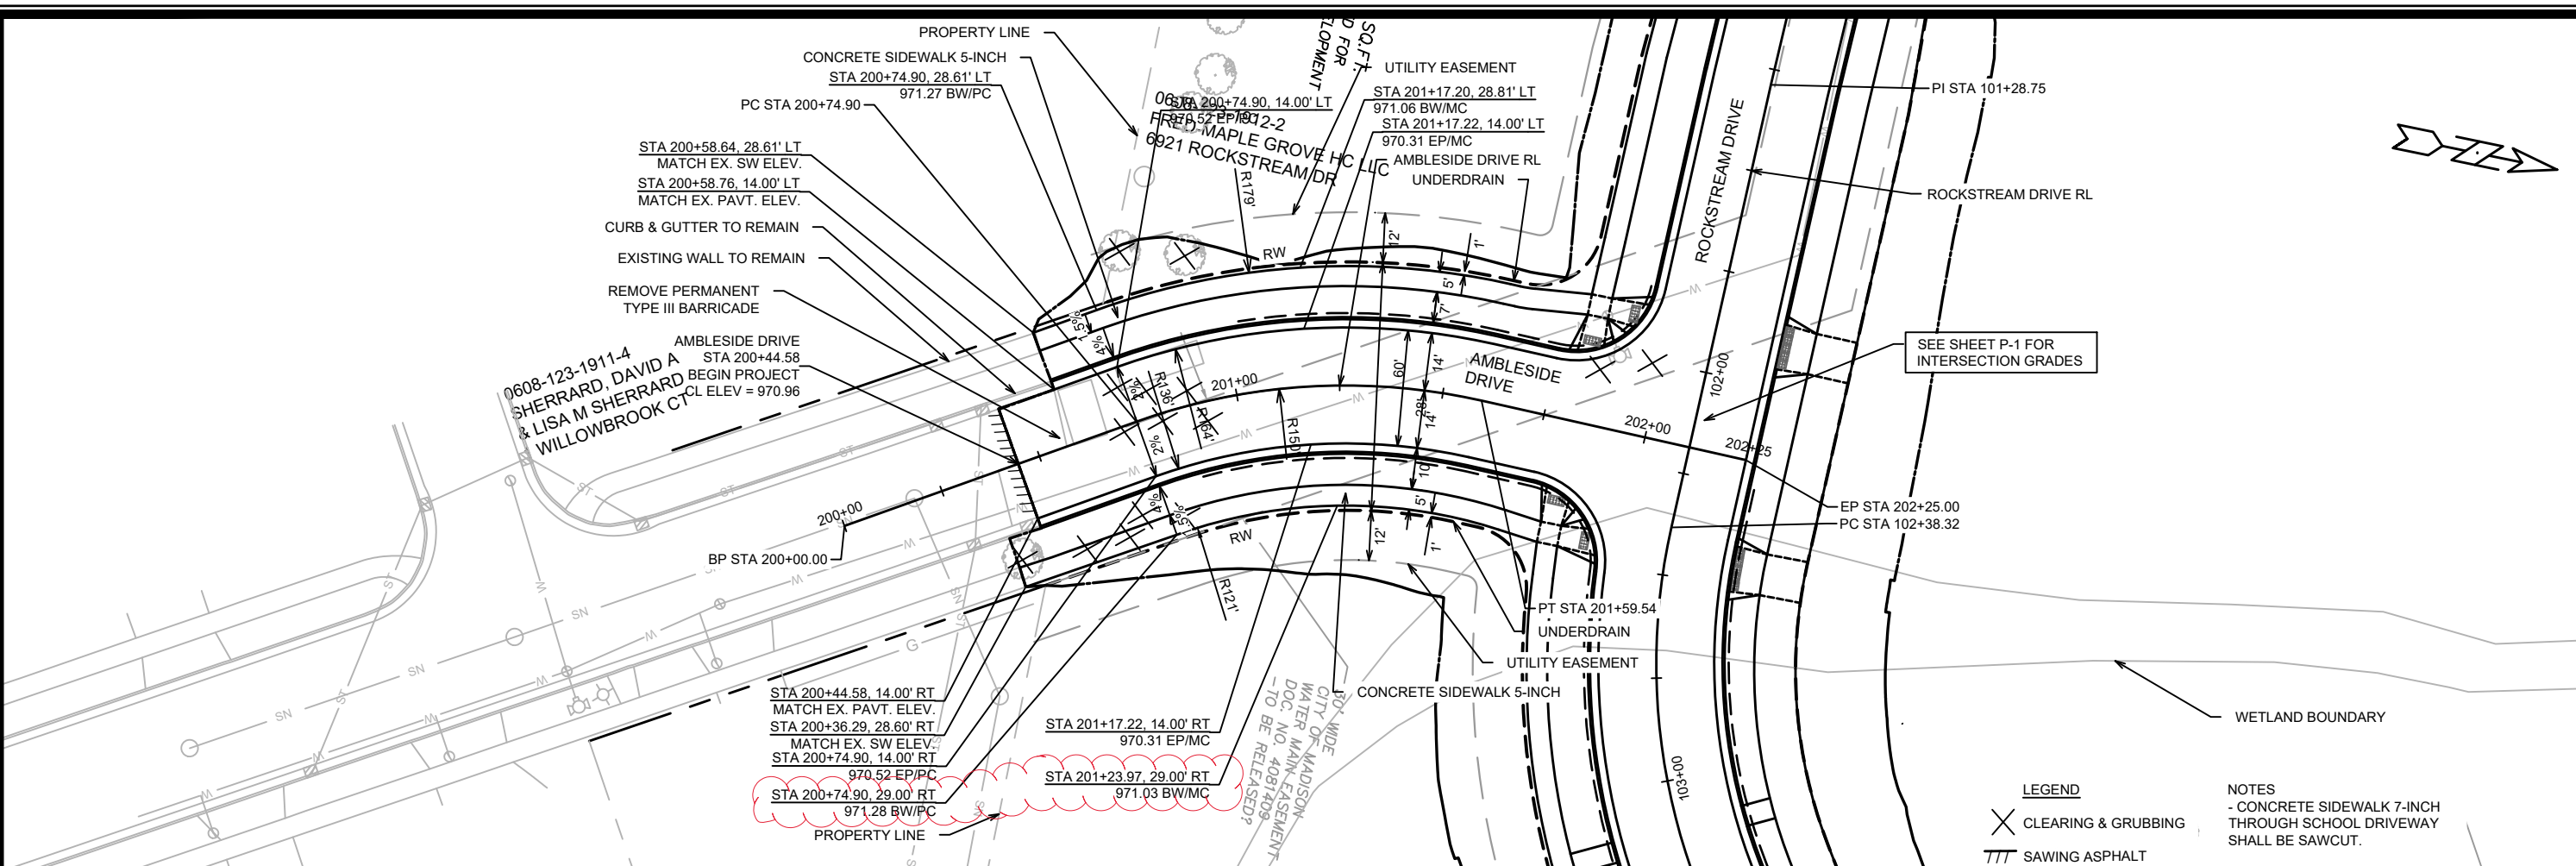 PROPERTY LINE
CONCRETE SIDEWALK 5-INCH
STA 200+74.90, 28.61' LT
971.27 BW/PC
PC STA 200+74.90
STA 200+58.64, 28.61' LT
MATCH EX. SW ELEV.
STA 200+58.76, 14.00' LT
MATCH EX. PAVT. ELEV.
CURB & GUTTER TO REMAIN
EXISTING WALL TO REMAIN
REMOVE PERMANENT
TYPE III BARRICADE
AMBLESIDE DRIVE
STA 200+44.58
BEGIN PROJECT
CL ELEV = 970.96
0608-123-1911-4
SHERRARD, DAVID A
& LISA M SHERRARD
WILLOWBROOK CT
SQ.FT.
FOR
STA 200+74.90, 14.00' LT
FRED-MAPLE GROVE HC LLC
6921 ROCKSTREAM DR
UTILITY EASEMENT
STA 201+17.20, 28.81' LT
971.06 BW/MC
STA 201+17.22, 14.00' LT
970.31 EP/MC
AMBLESIDE DRIVE RL
UNDERDRAIN
R179'
RW
12'
1'
5'
7'
1.5%
4%
2%
R136'
R164'
201+00
R150'
60'
14'
28'
14'
10'
AMBLESIDE
DRIVE
202+00
202+25
ROCKSTREAM DRIVE
102+00
PI STA 101+28.75
ROCKSTREAM DRIVE RL
SEE SHEET P-1 FOR
INTERSECTION GRADES
EP STA 202+25.00
PC STA 102+38.32
200+00
BP STA 200+00.00
2%
4%
1.5%
RW
R121'
5'
12'
1'
PT STA 201+59.54
UNDERDRAIN
UTILITY EASEMENT
CONCRETE SIDEWALK 5-INCH
STA 200+44.58, 14.00' RT
MATCH EX. PAVT. ELEV.
STA 200+36.29, 28.60' RT
MATCH EX. SW ELEV.
STA 200+74.90, 14.00' RT
970.52 EP/PC
STA 200+74.90, 29.00' RT
971.28 BW/PC
PROPERTY LINE
STA 201+17.22, 14.00' RT
970.31 EP/MC
STA 201+23.97, 29.00' RT
971.03 BW/MC
30' WIDE
CITY OF MADISON
WATER MAIN EASEMENT
DOC. NO. 4081409
-TO BE RELEASED?
103+00
WETLAND BOUNDARY
LEGEND
CLEARING & GRUBBING
SAWING ASPHALT
NOTES
- CONCRETE SIDEWALK 7-INCH
THROUGH SCHOOL DRIVEWAY
SHALL BE SAWCUT.